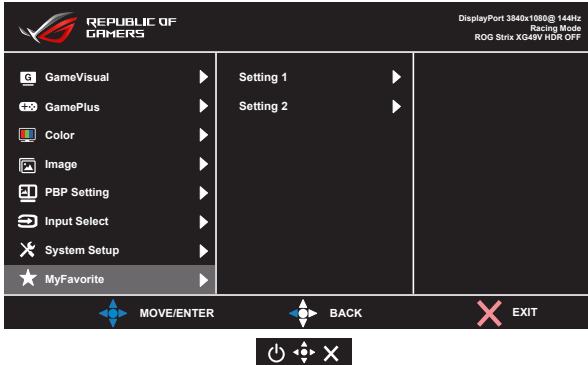 REPUBLIC OF
GAMERS
DisplayPort 3840x1080@ 144Hz
Racing Mode
ROG Strix XG49V HDR OFF
G
GameVisual
GamePlus
Color
Image
PBP Setting
Input Select
System Setup
MyFavorite
Setting 1
Setting 2
MOVE/ENTER
BACK
EXIT